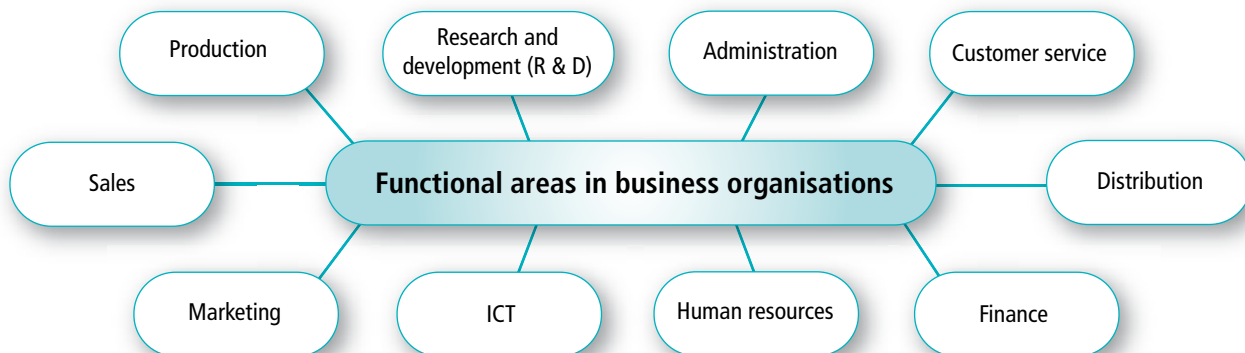 Production
Research and
development (R & D)
Administration
Customer service
Sales
Functional areas in business organisations
Distribution
Marketing
ICT
Human resources
Finance